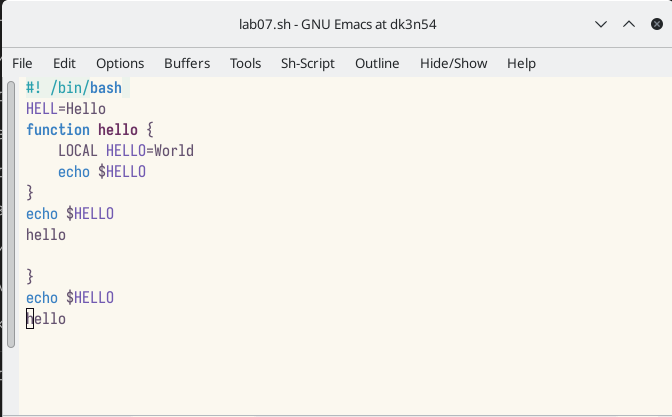 lab07.sh - GNU Emacs at dk3n54
File Edit Options Buffers Tools Sh-Script Outline Hide/Show Help
#! /bin/bash
HELL=Hello
function hello {
    LOCAL HELLO=World
    echo $HELLO
}
echo $HELLO
hello

}
echo $HELLO
hello